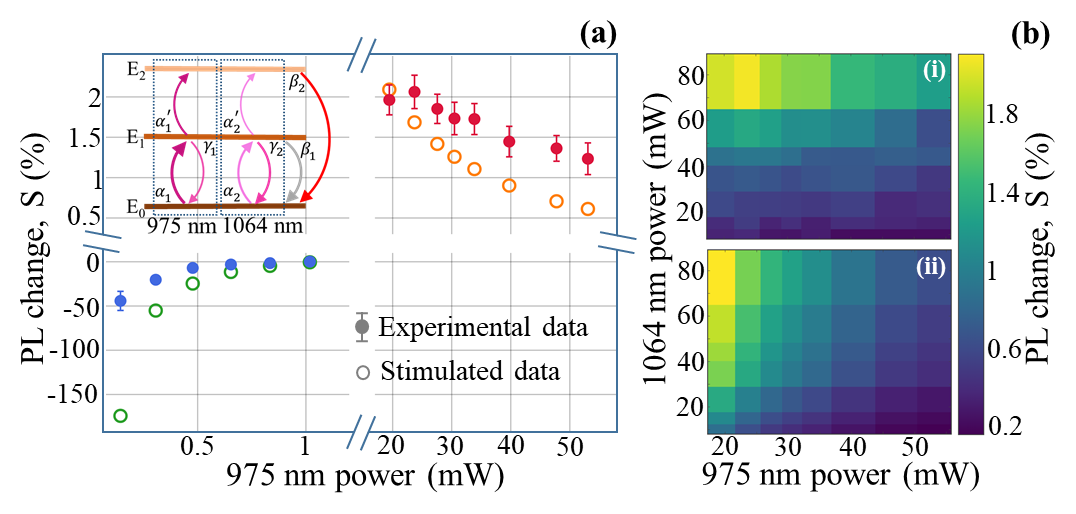 (a)
PL change, S (%)
2
1.5
1
0.5
0
-50
-100
-150
E₂
E₁
E₀
α₁′
α₂′
β₂
γ₁
γ₂
β₁
α₁
α₂
975 nm 1064 nm
Experimental data
Stimulated data
0.5 1 20 30 40 50
975 nm power (mW)
(b)
(i)
80
60
40
20
(ii)
80
60
40
20
1064 nm power (mW)
20 30 40 50
975 nm power (mW)
1.8
1.4
1
0.6
0.2
PL change, S (%)